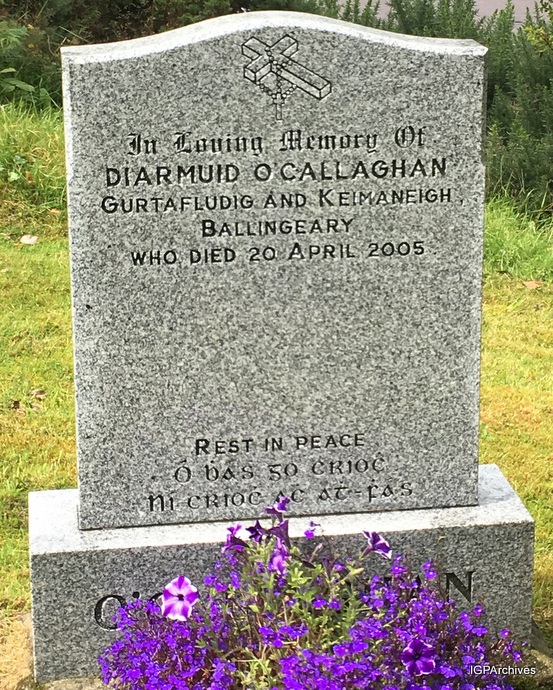 In Loving Memory Of
DIARMUID O'CALLAGHAN
GURTAFLUDIG AND KEIMANEIGH,
BALLINGEARY
WHO DIED 20 APRIL 2005.
REST IN PEACE
Ó ḃás go críoċ
Ní críoċ aċ aṫ-ḟás
IGPArchives